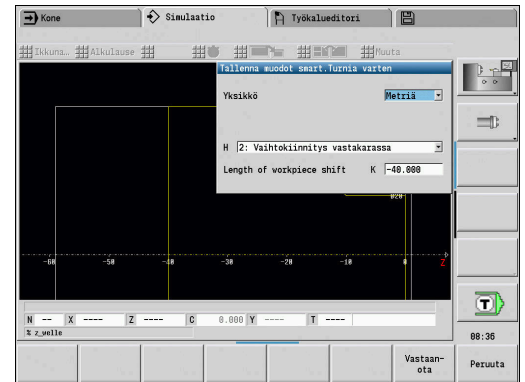 Kone Simulaatio Työkalueditori
Ikkuna… Alkulause Muuta
Tallenna muodot smart.Turnia varten
Yksikkö Metriä
H 2: Vaihtokiinnitys vastakarassa
Length of workpiece shift K -40.000
-60 -50 -40 -30 -20 -10 0 Z
N -- X ---- Z ---- C 0.000 Y ---- T ----
% z_welle
T
08:36
Vastaan-
ota
Peruuta